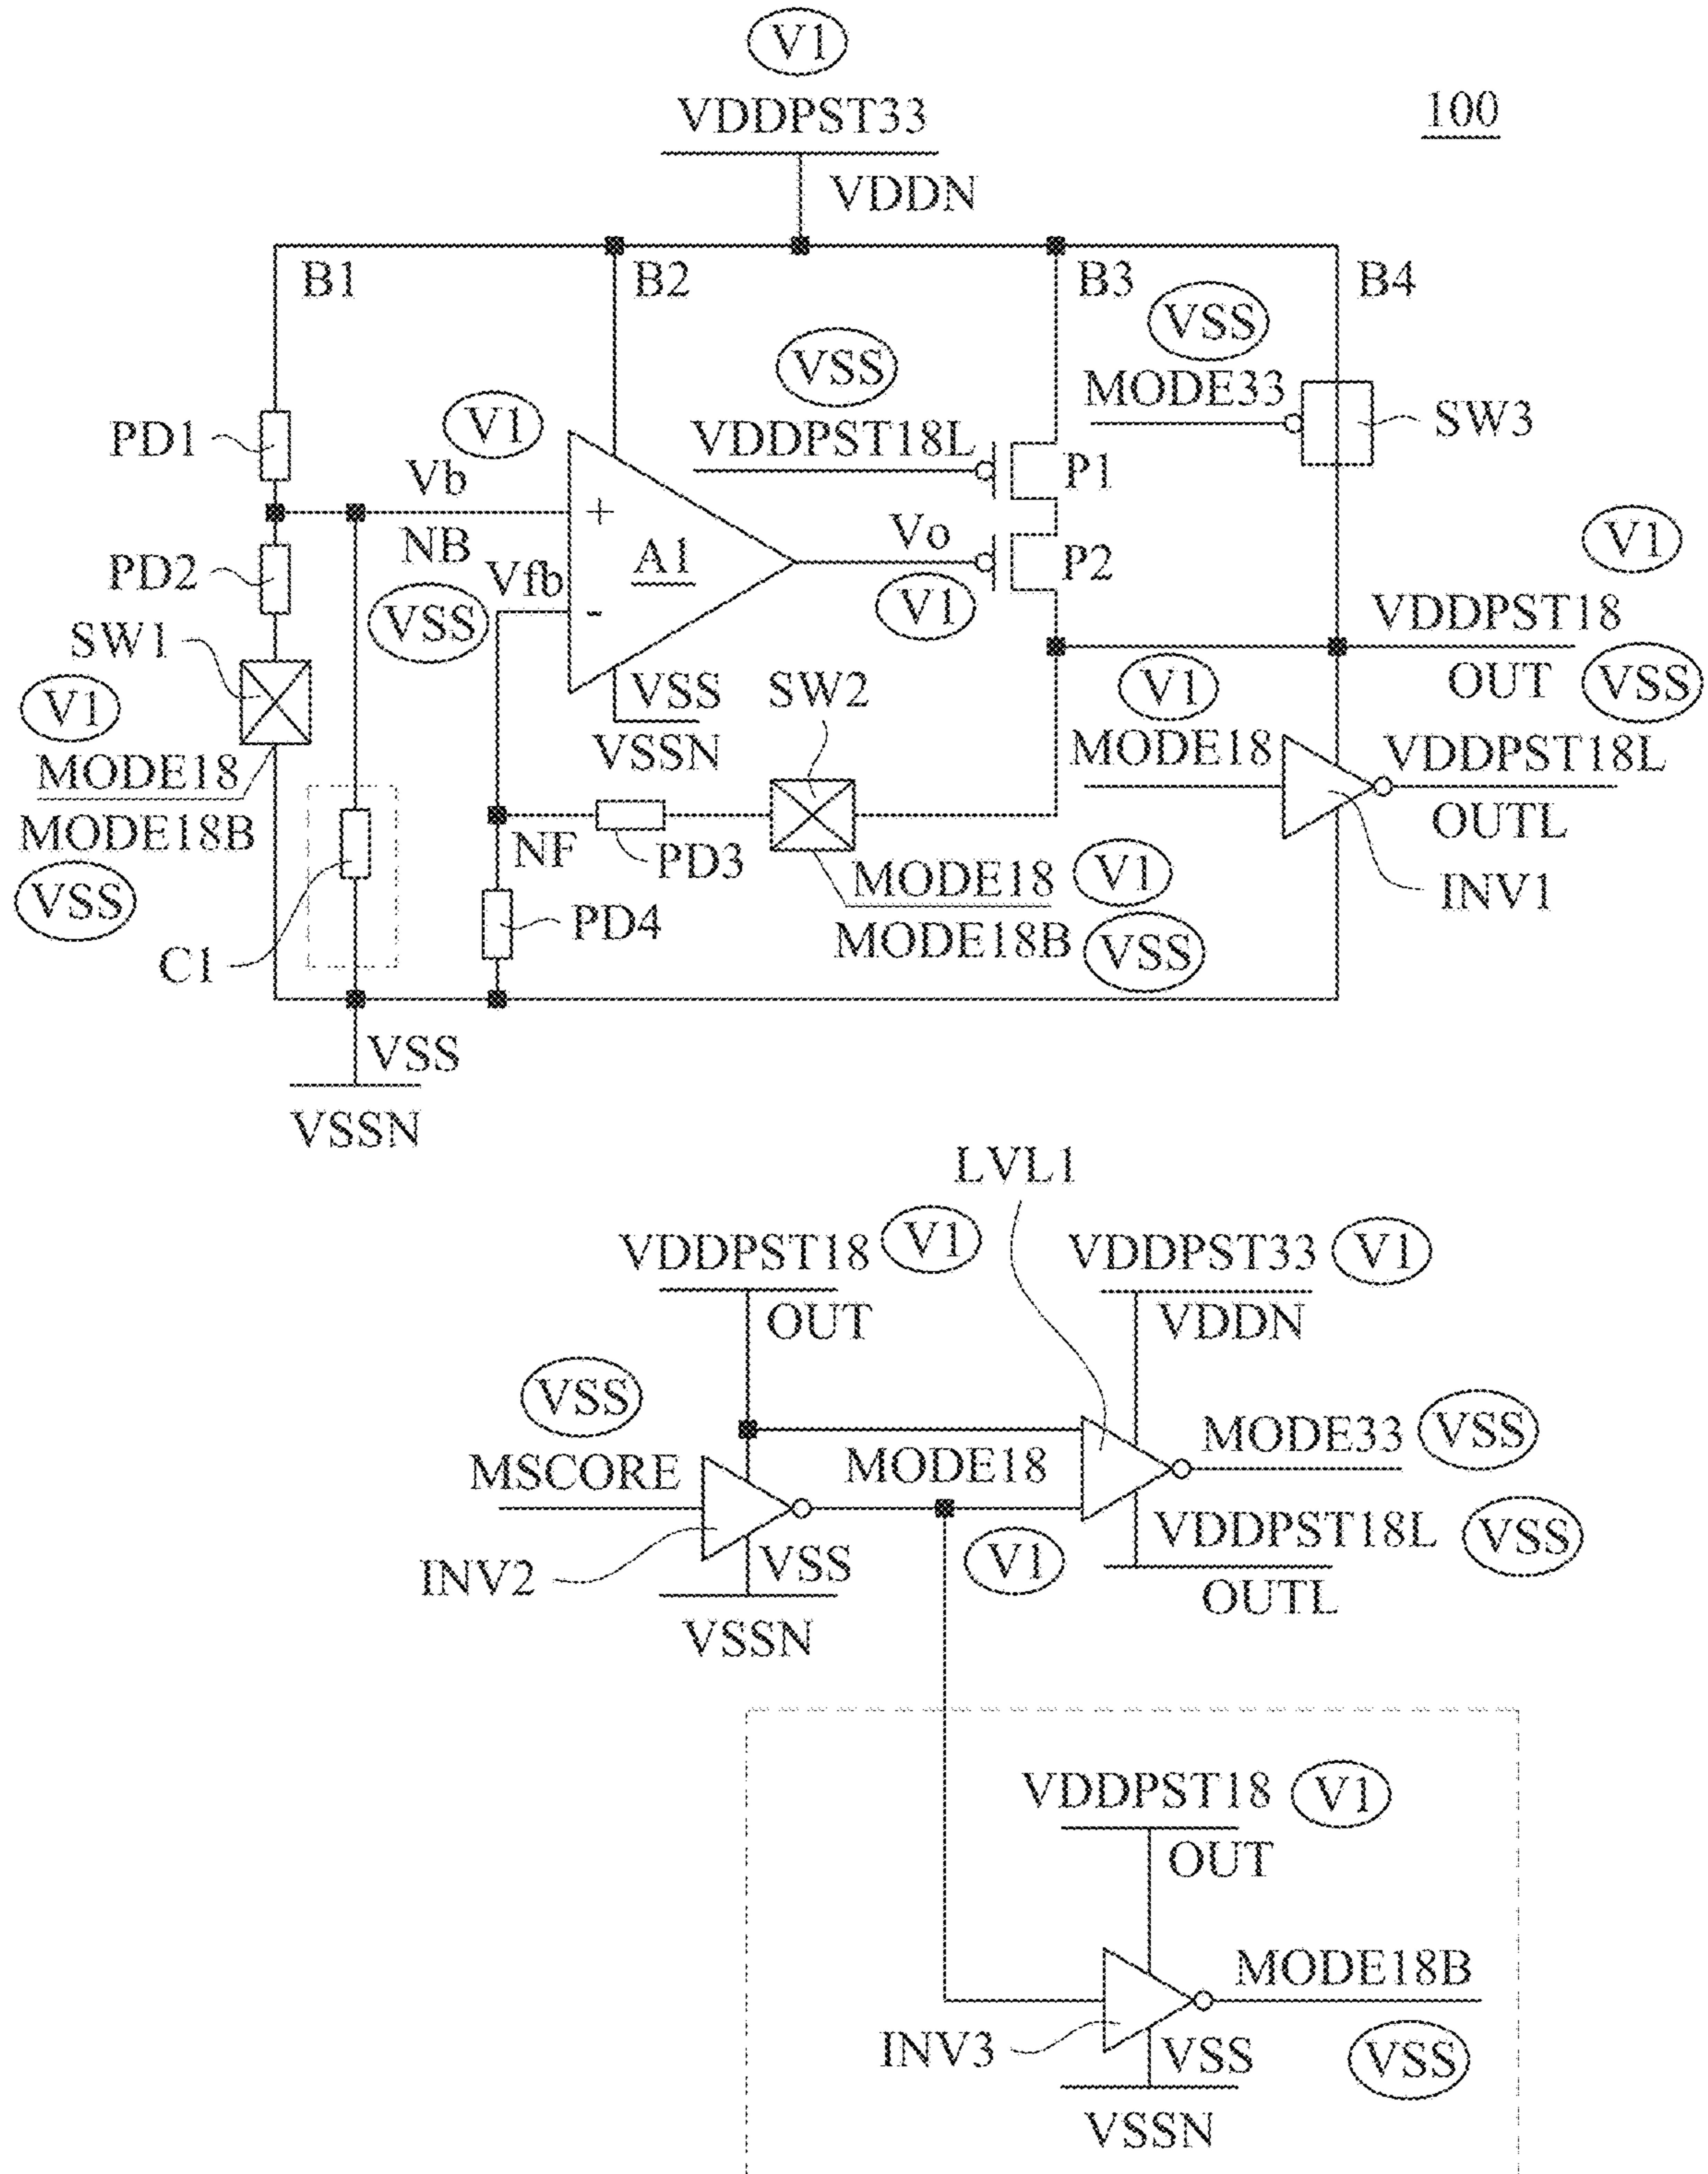 V1
VDDPST33
100
VDDN
B1
B2
B3
B4
VSS
VSS
MODE33
SW3
V1
VDDPST18L
PD1
P1
Vb
+
NB
A1
Vo
P2
V1
PD2
Vfb
-
V1
VSS
VDDPST18
SW1
V1
VSS
SW2
V1
OUT
VSS
VSSN
MODE18
MODE18
VDDPST18L
MODE18B
OUTL
VSS
NF
PD3
MODE18
V1
INV1
C1
PD4
MODE18B
VSS
VSS
VSSN
LVL1
VDDPST18
V1
VDDPST33
V1
OUT
VDDN
VSS
MSCORE
MODE18
MODE33
VSS
INV2
VSS
V1
VDDPST18L
VSS
VSSN
OUTL
VDDPST18
V1
OUT
MODE18B
INV3
VSS
VSS
VSSN